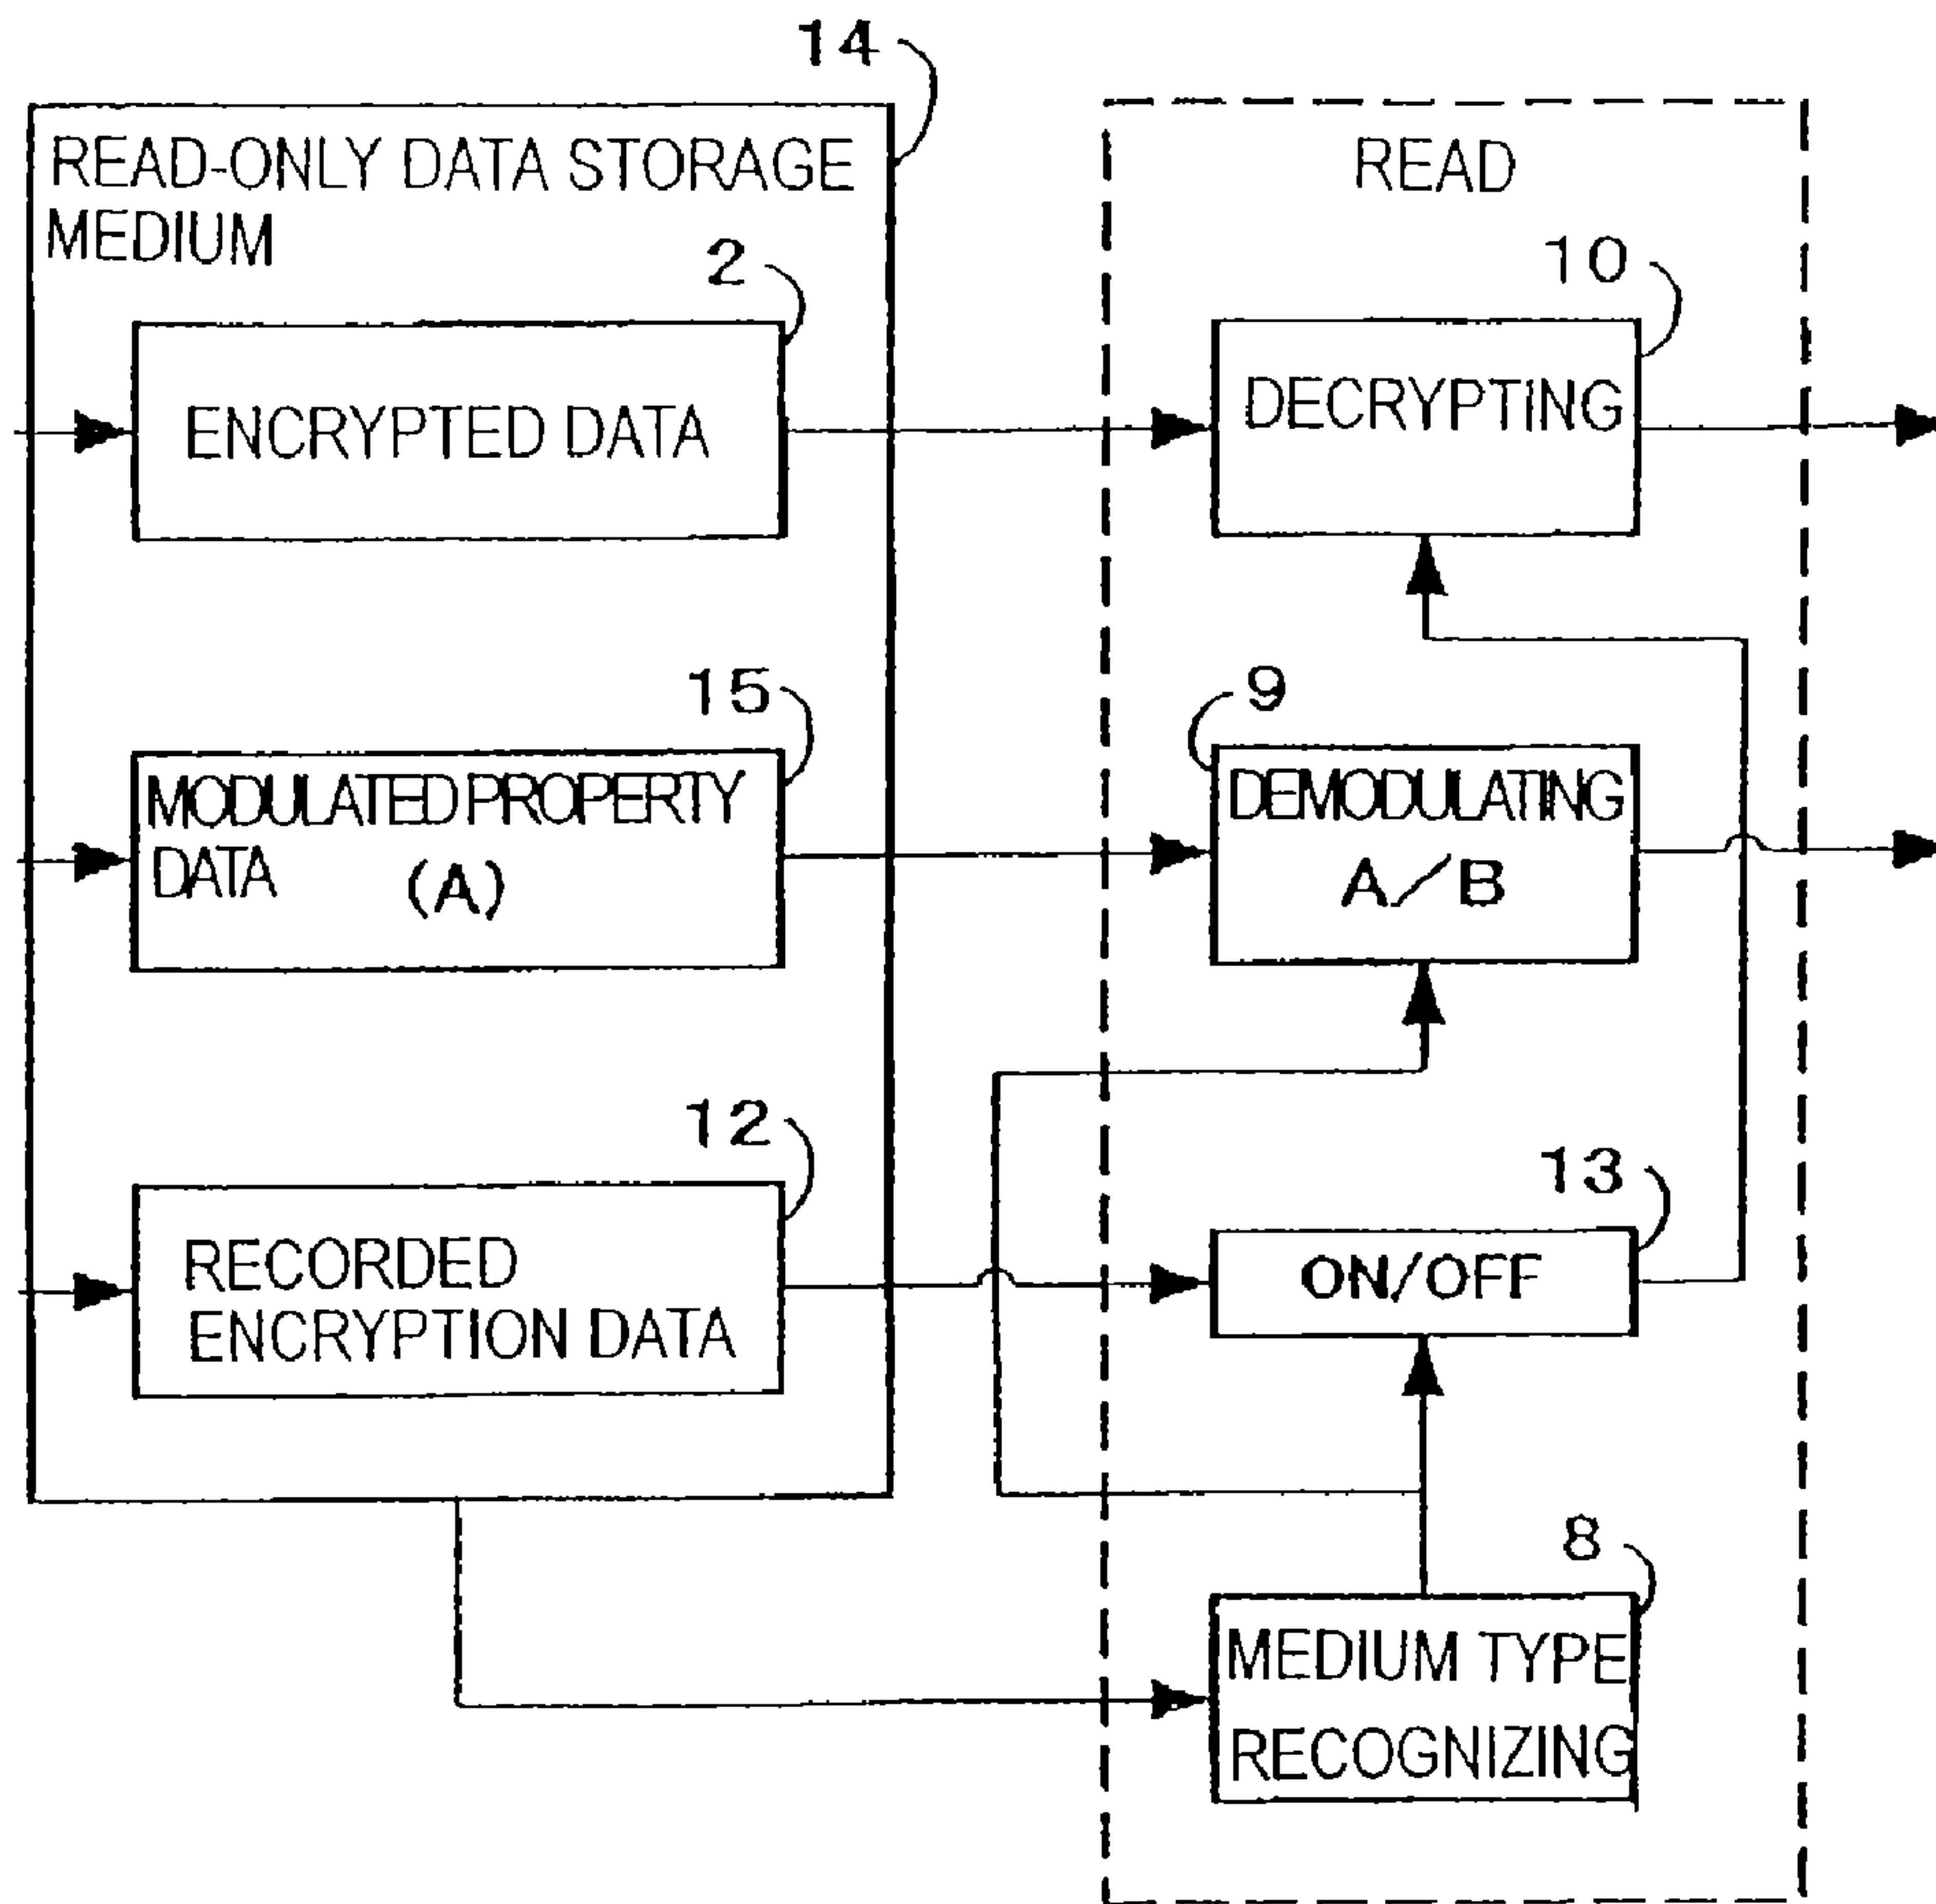 14
READ-ONLY DATA STORAGE
MEDIUM
2
ENCRYPTED DATA
15
MODULATED PROPERTY
DATA (A)
12
RECORDED
ENCRYPTION DATA
READ
10
DECRYPTING
9
DEMODULATING
A/B
13
ON/OFF
8
MEDIUM TYPE
RECOGNIZING